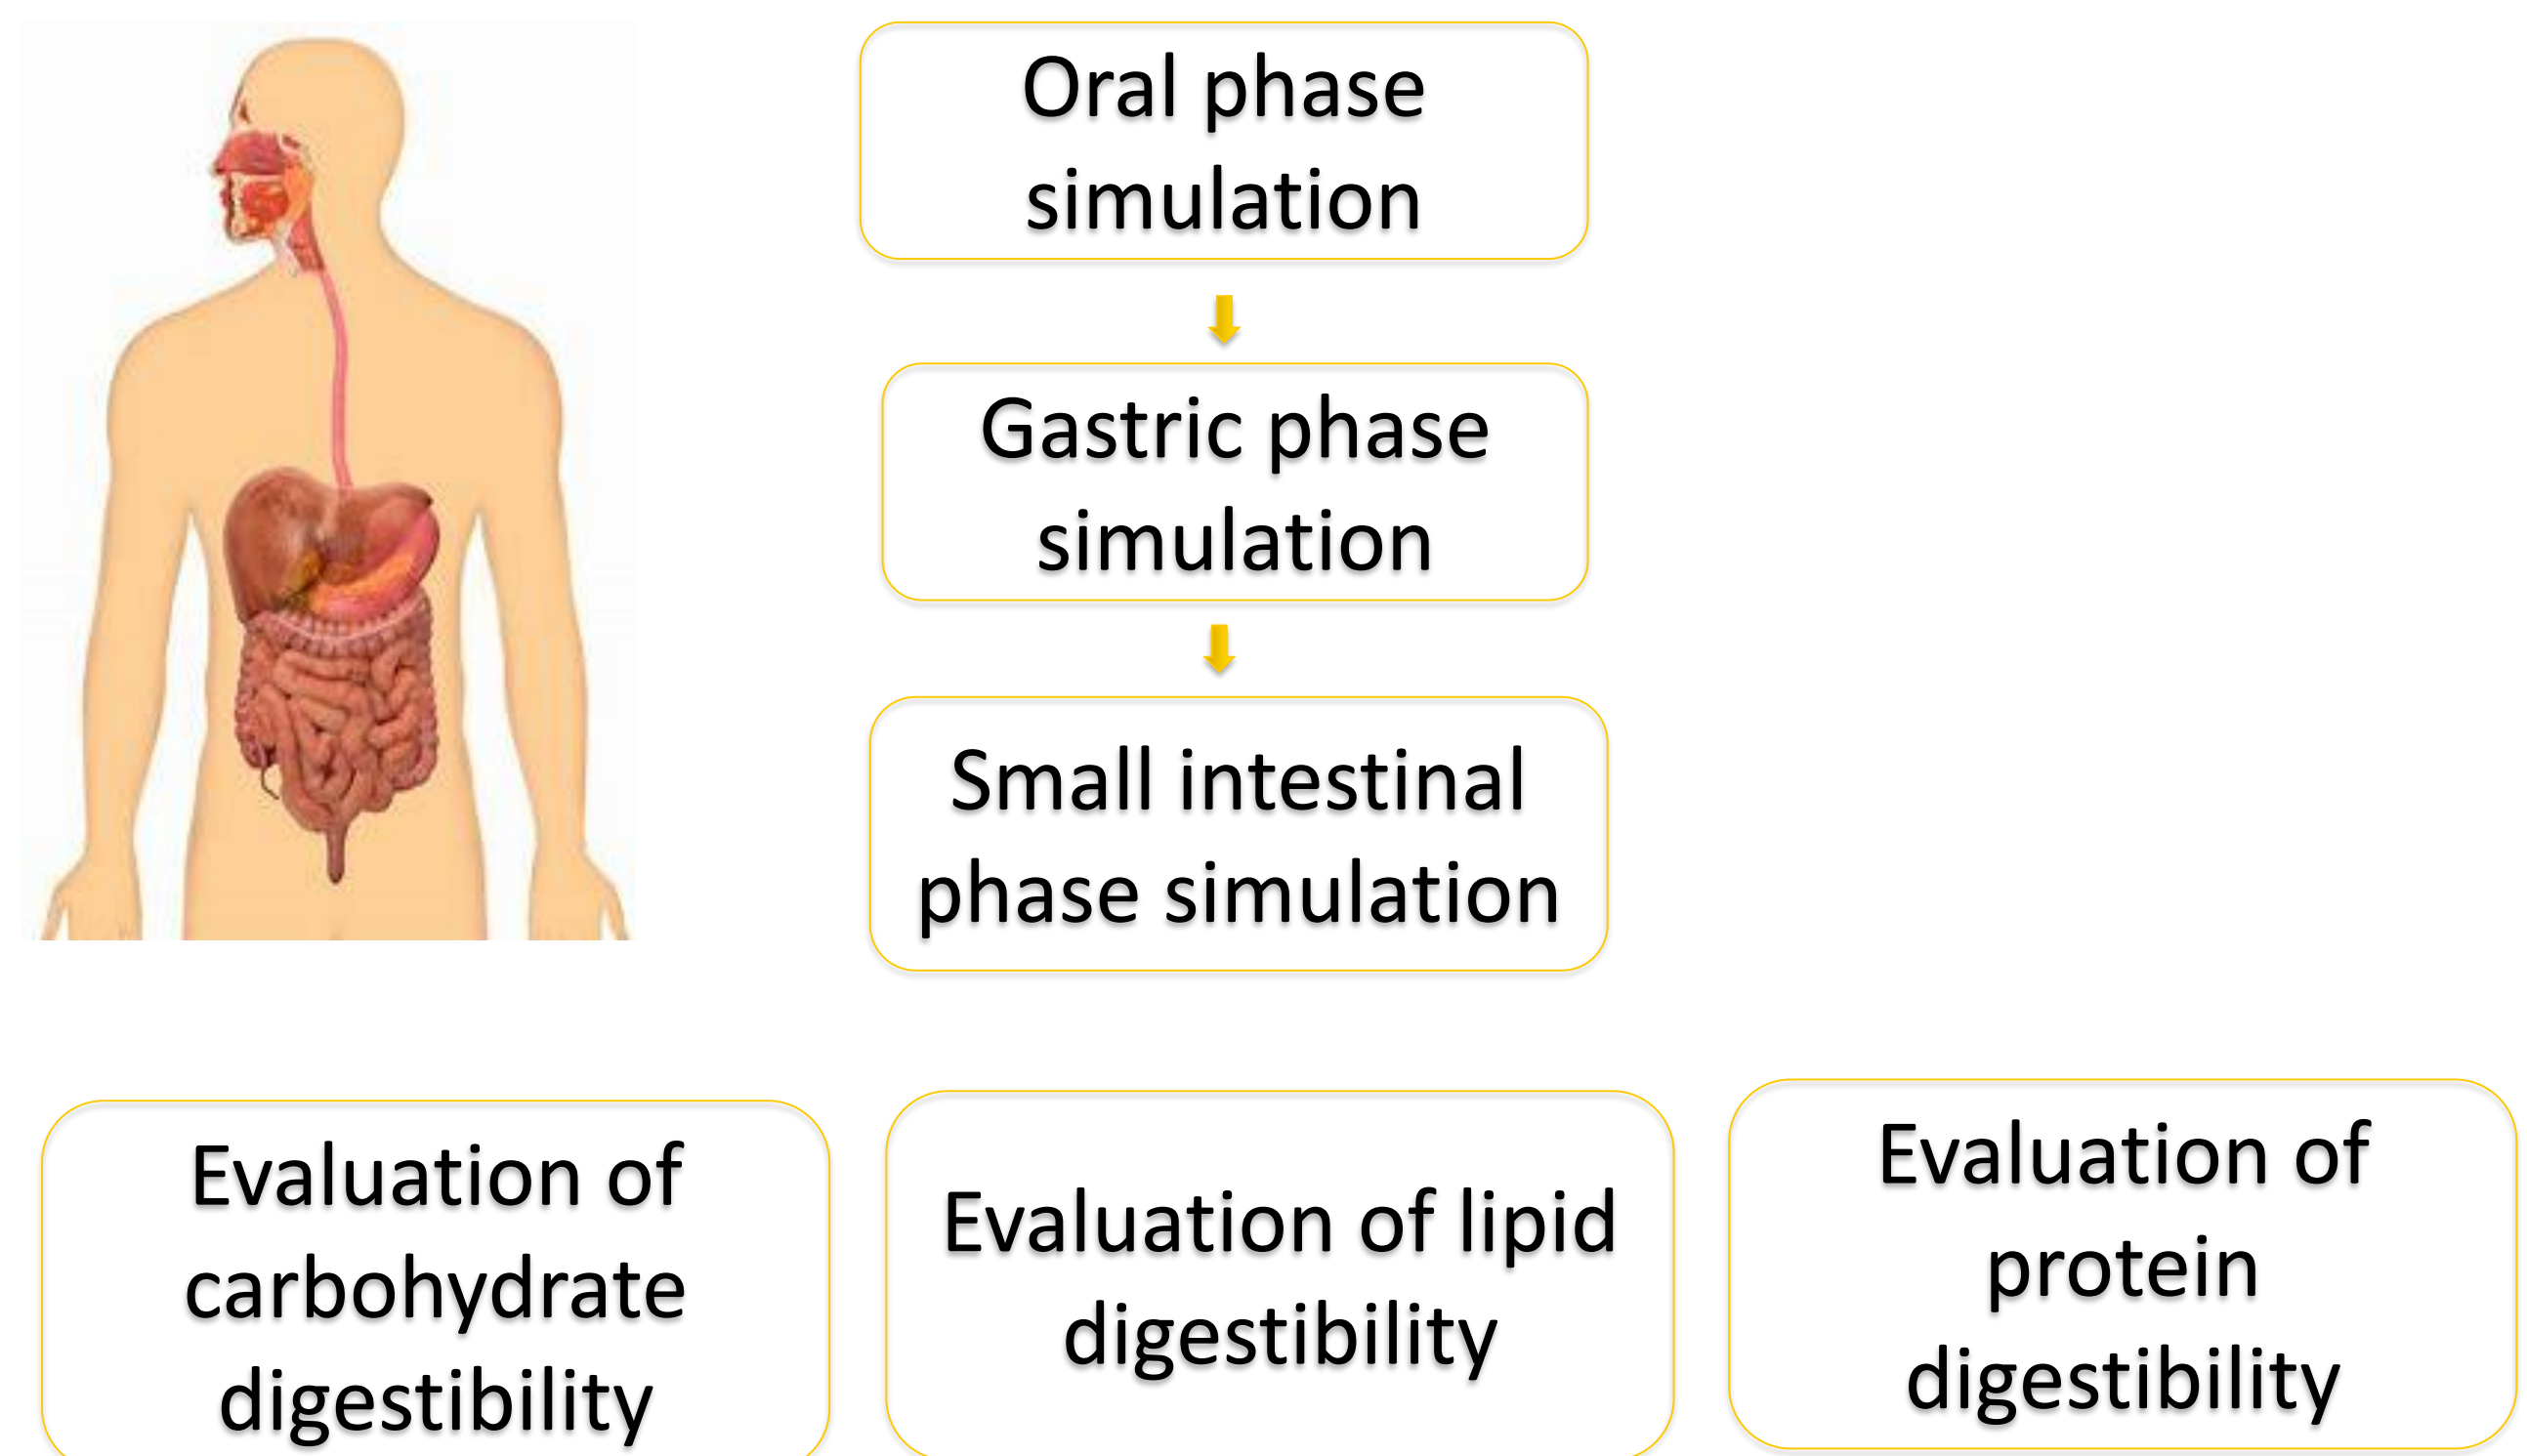 Oral phase
simulation
Gastric phase
simulation
Small intestinal
phase simulation
Evaluation of
carbohydrate
digestibility
Evaluation of lipid
digestibility
Evaluation of
protein
digestibility